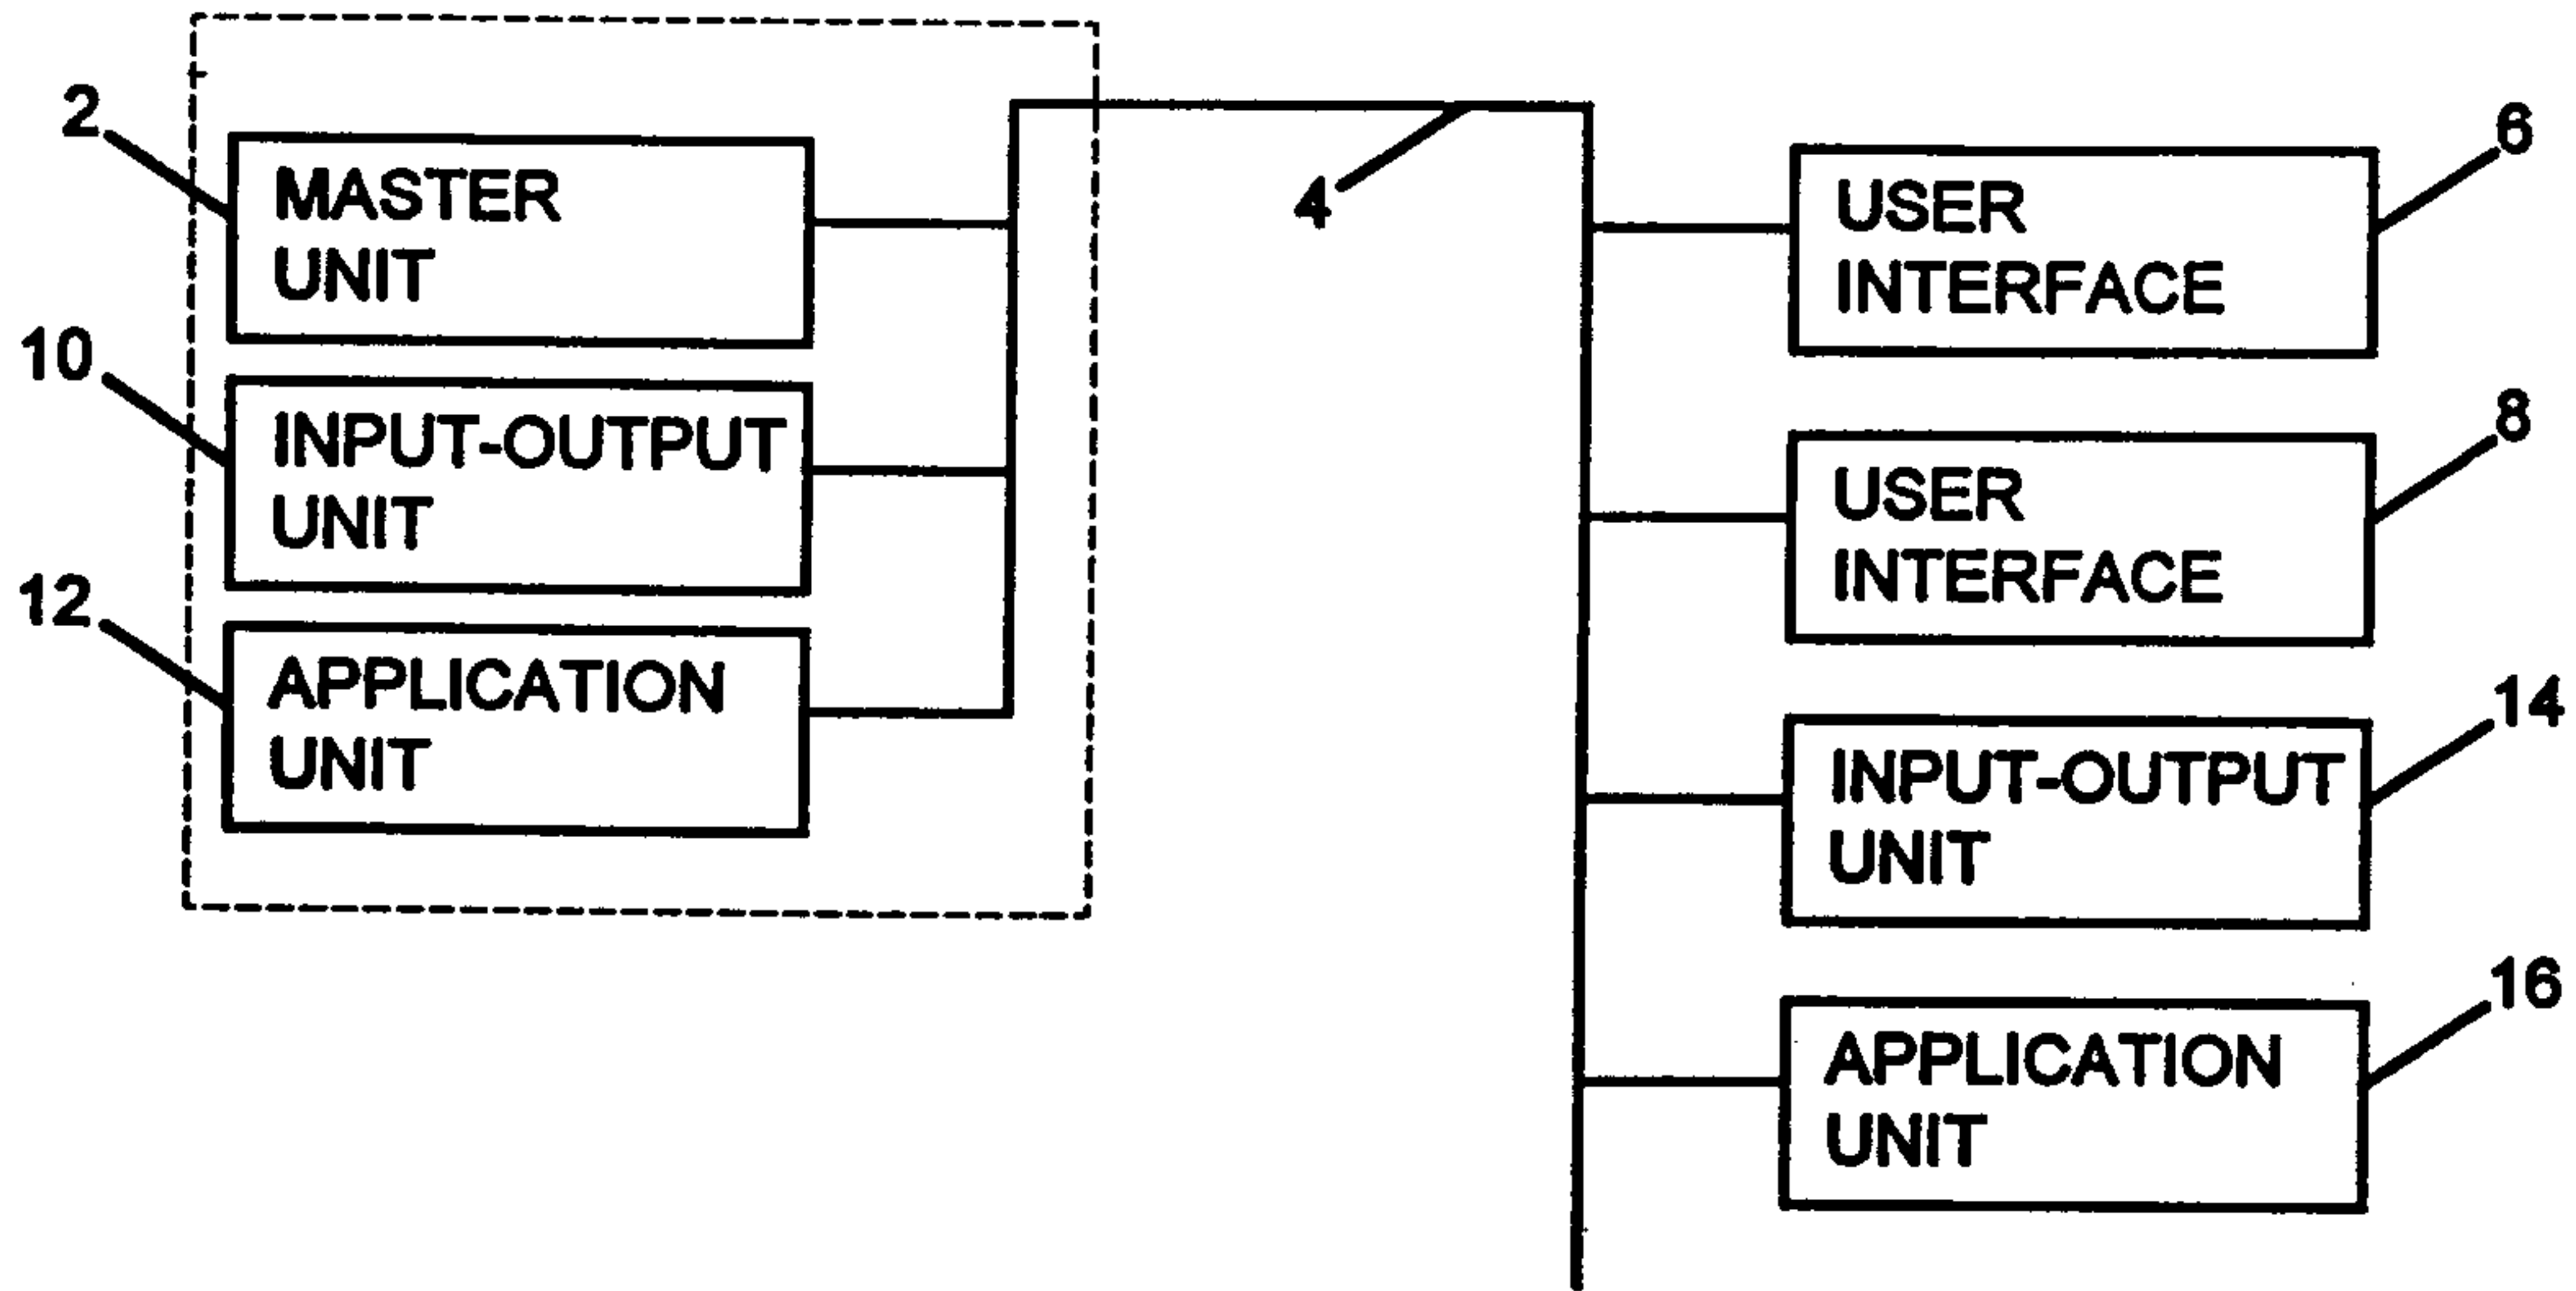 2
MASTER
UNIT
10
INPUT-OUTPUT
UNIT
12
APPLICATION
UNIT
4
6
USER
INTERFACE
8
USER
INTERFACE
14
INPUT-OUTPUT
UNIT
16
APPLICATION
UNIT